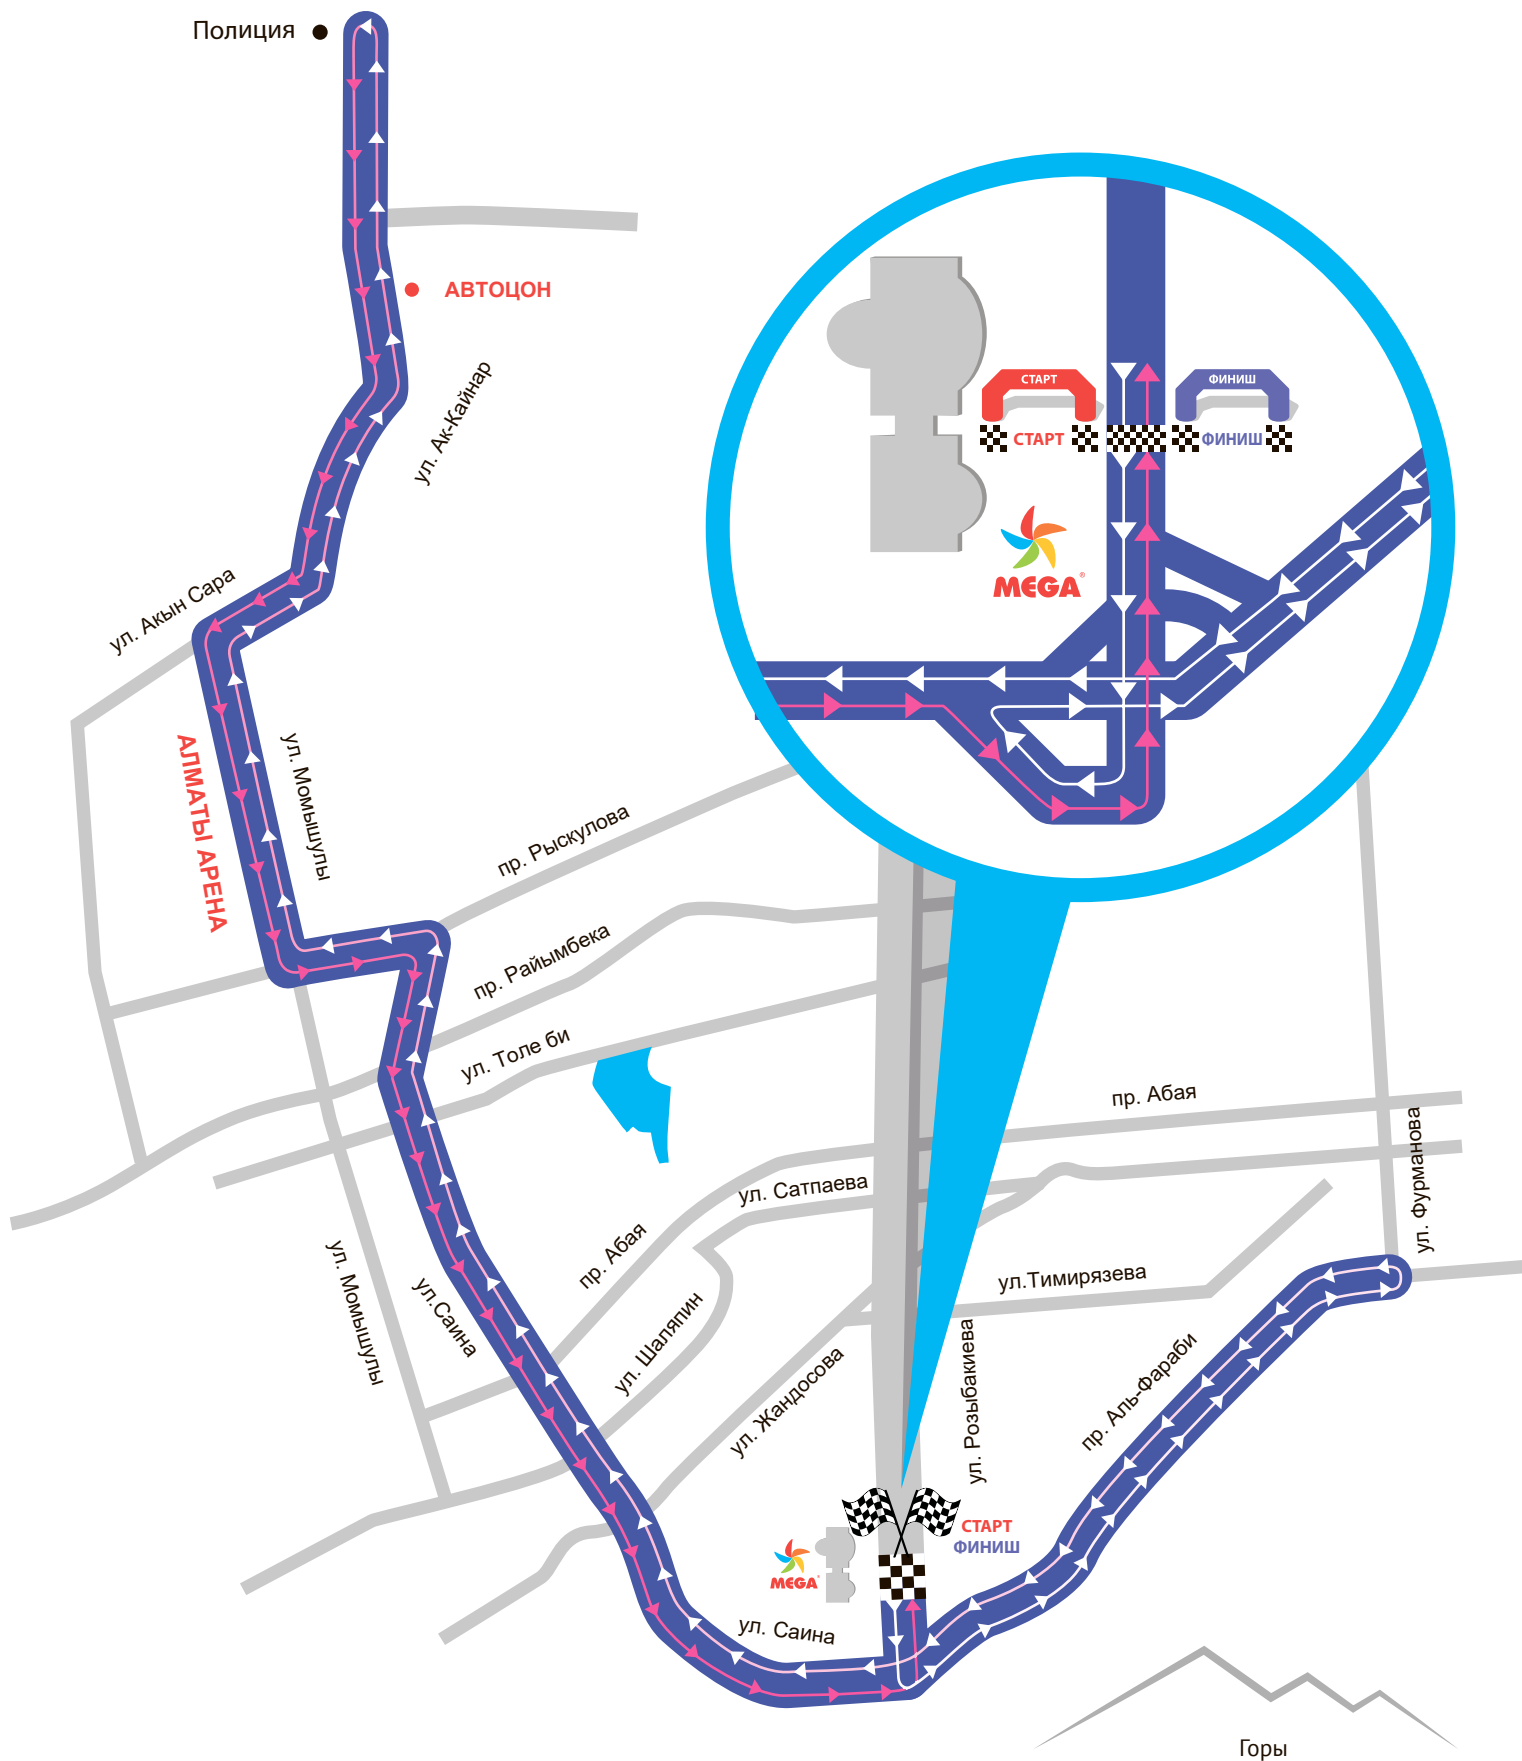 Полиция
АВТОЦОН
ул. Ак-Кайнар
ул. Акын Сара
АЛМАТЫ АРЕНА
ул. Момышулы
СТАРТ
ФИНИШ
СТАРТ
ФИНИШ
MEGA®
пр. Рыскулова
пр. Райымбека
ул. Толе би
пр. Абая
ул. Фурманова
ул. Сатпаева
пр. Абая
ул. Момышулы
ул.Саина
ул. Шаляпин
ул.Тимирязева
ул. Жандосова
ул. Розыбакиева
пр. Аль-Фараби
СТАРТ
ФИНИШ
MEGA®
ул. Саина
Горы